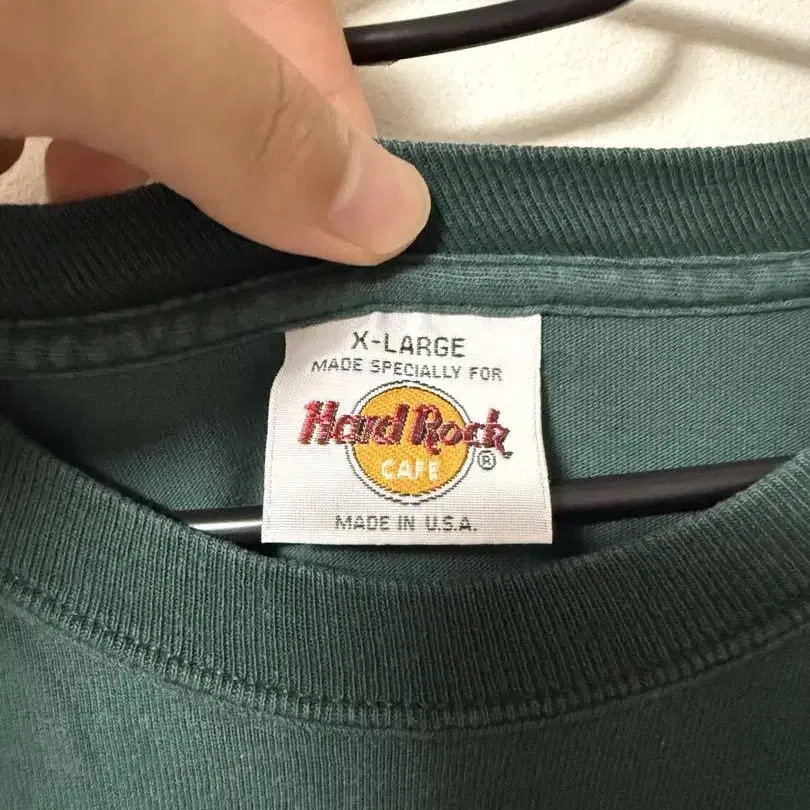 X-LARGE
MADE SPECIALLY FOR
Hard Rock
CAFE ®
MADE IN U.S.A.